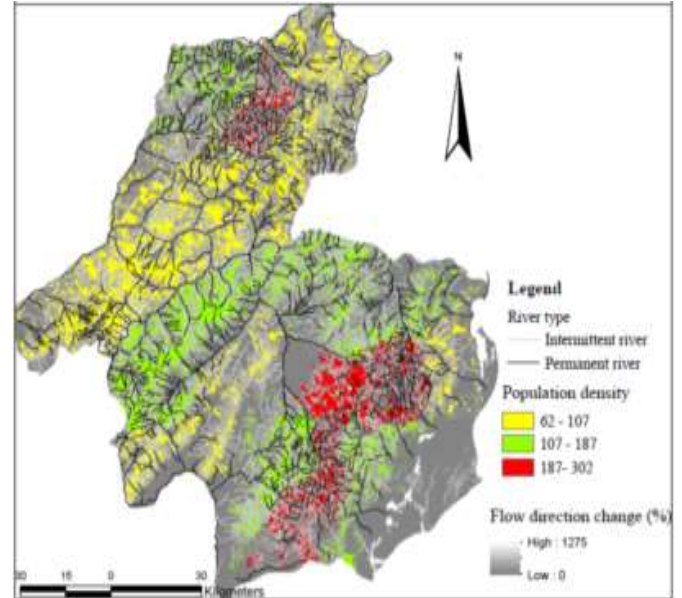 N
Legend
River type
Intermittent river
Permanent river
Population density
62 - 107
107 - 187
187- 302
Flow direction change (%)
High : 1275
Low : 0
30 15 0 30
Kilometers